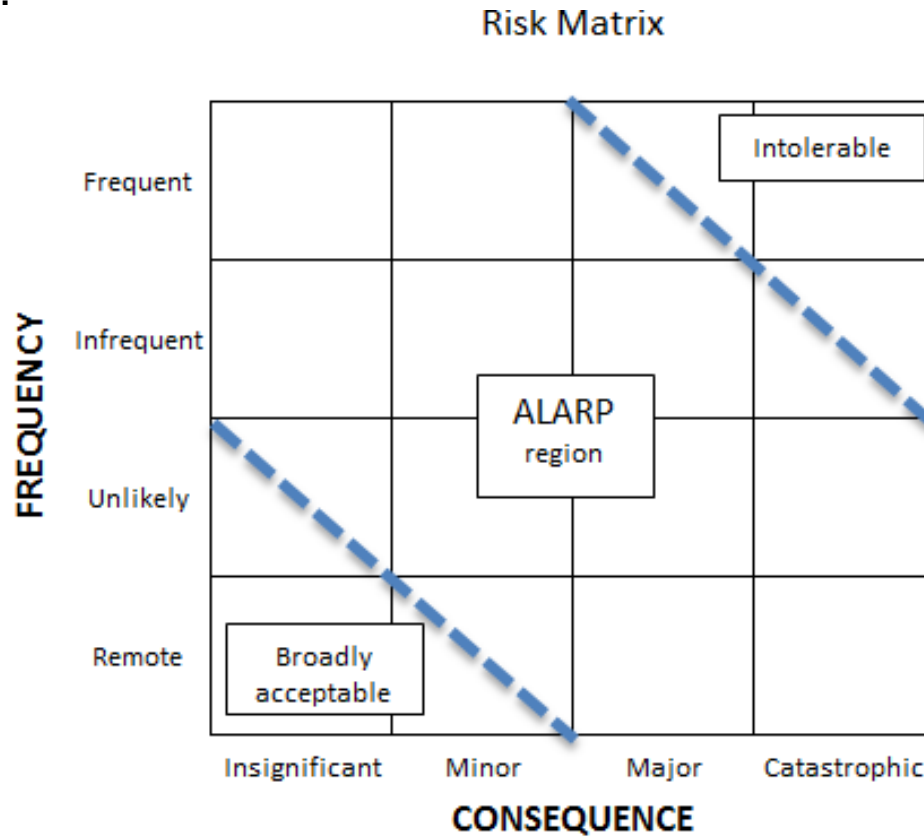 Risk Matrix
Intolerable
Frequent
Infrequent
ALARP
region
FREQUENCY
Unlikely
Remote
Broadly
acceptable
Insignificant Minor Major Catastrophic
CONSEQUENCE